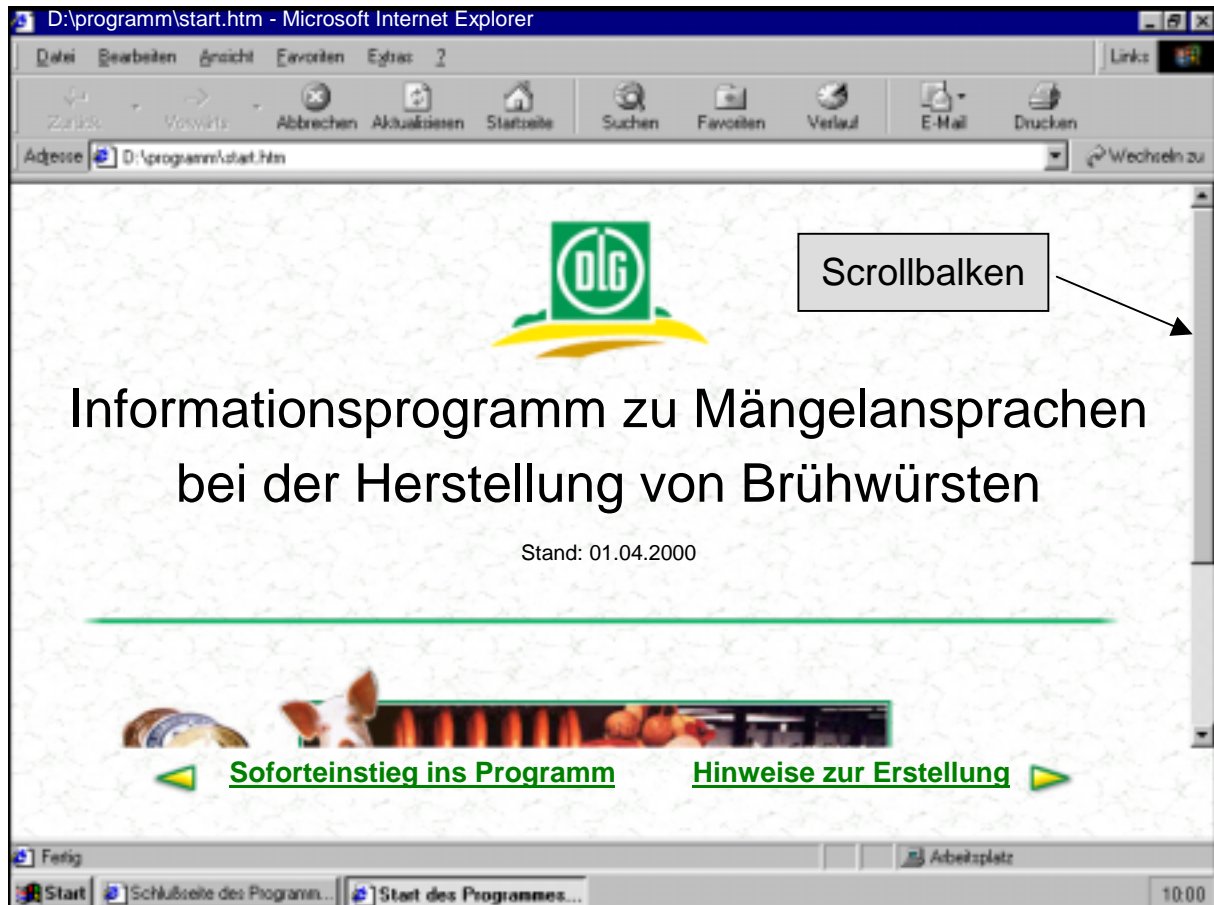 D:\programm\start.htm - Microsoft Internet Explorer
Datei Bearbeiten Ansicht Favoriten Extras ? Links
Zurück Vorwärts Abbrechen Aktualisieren Startseite Suchen Favoriten Verlauf E-Mail Drucken
Adresse D:\programm\start.htm Wechseln zu
DLG
Scrollbalken
Informationsprogramm zu Mängelansprachen
bei der Herstellung von Brühwürsten
Stand: 01.04.2000
Soforteinstieg ins Programm Hinweise zur Erstellung
Fertig Arbeitsplatz
Start Schlußseite des Programm... Start des Programmes... 10:00